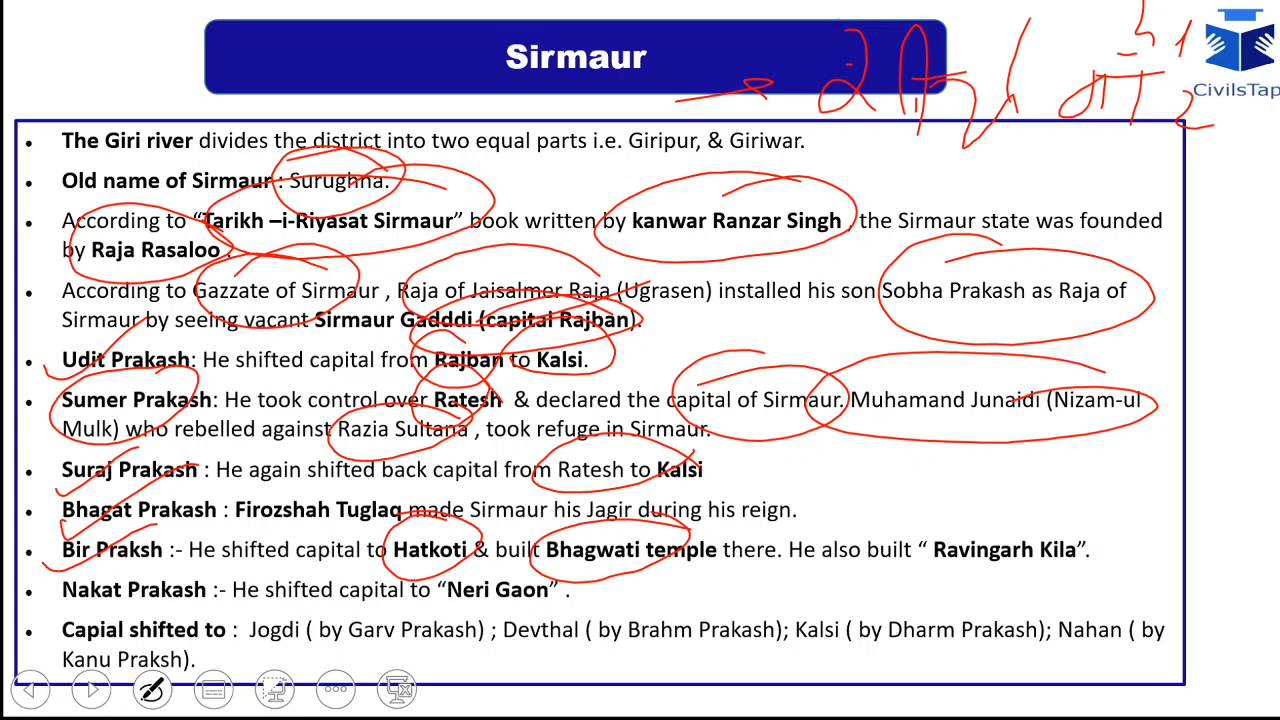 Sirmaur
CivilsTap
• The Giri river divides the district into two equal parts i.e. Giripur, & Giriwar.
• Old name of Sirmaur : Surughna.
• According to “Tarikh –i-Riyasat Sirmaur” book written by kanwar Ranzar Singh , the Sirmaur state was founded
by Raja Rasaloo .
• According to Gazzate of Sirmaur , Raja of Jaisalmer Raja (Ugrasen) installed his son Sobha Prakash as Raja of
Sirmaur by seeing vacant Sirmaur Gadddi (capital Rajban).
• Udit Prakash: He shifted capital from Rajban to Kalsi.
• Sumer Prakash: He took control over Ratesh & declared the capital of Sirmaur. Muhamand Junaidi (Nizam-ul
Mulk) who rebelled against Razia Sultana , took refuge in Sirmaur.
• Suraj Prakash : He again shifted back capital from Ratesh to Kalsi
• Bhagat Prakash : Firozshah Tuglaq made Sirmaur his Jagir during his reign.
• Bir Praksh :- He shifted capital to Hatkoti & built Bhagwati temple there. He also built “ Ravingarh Kila”.
• Nakat Prakash :- He shifted capital to “Neri Gaon” .
• Capial shifted to : Jogdi ( by Garv Prakash) ; Devthal ( by Brahm Prakash); Kalsi ( by Dharm Prakash); Nahan ( by
Kanu Praksh).